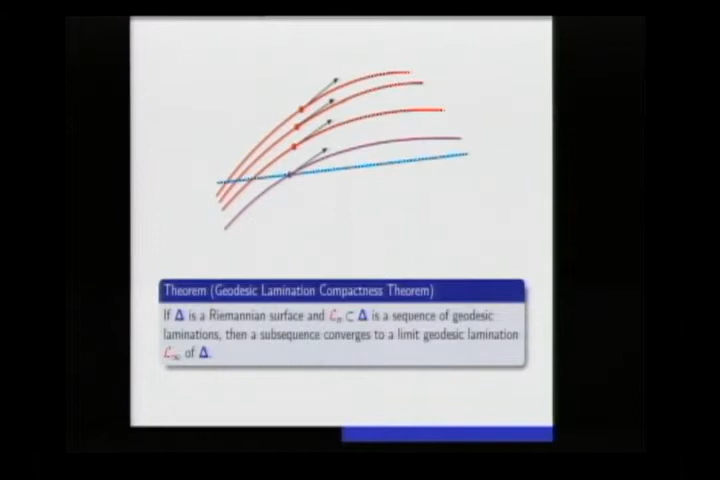 Theorem (Geodesic Lamination Compactness Theorem)
If Δ is a Riemannian surface and 𝓛ₙ ⊂ Δ is a sequence of geodesic
laminations, then a subsequence converges to a limit geodesic lamination
𝓛∞ of Δ.